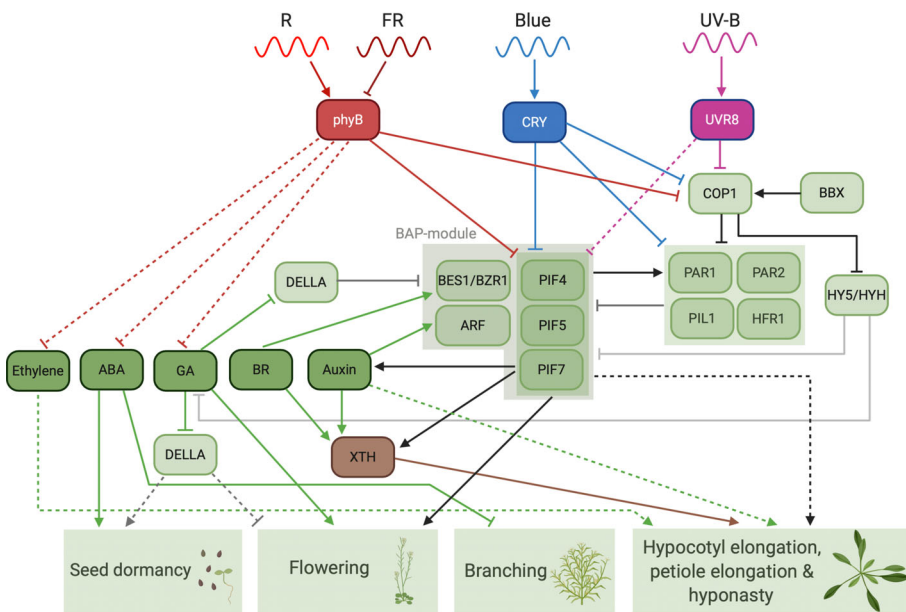 R
FR
Blue
UV-B
phyB
CRY
UVR8
COP1
BBX
BAP-module
DELLA
BES1/BZR1
PIF4
PAR1
PAR2
HY5/HYH
ARF
PIF5
PIL1
HFR1
Ethylene
ABA
GA
BR
Auxin
PIF7
DELLA
XTH
Seed dormancy
Flowering
Branching
Hypocotyl elongation,
petiole elongation &
hyponasty